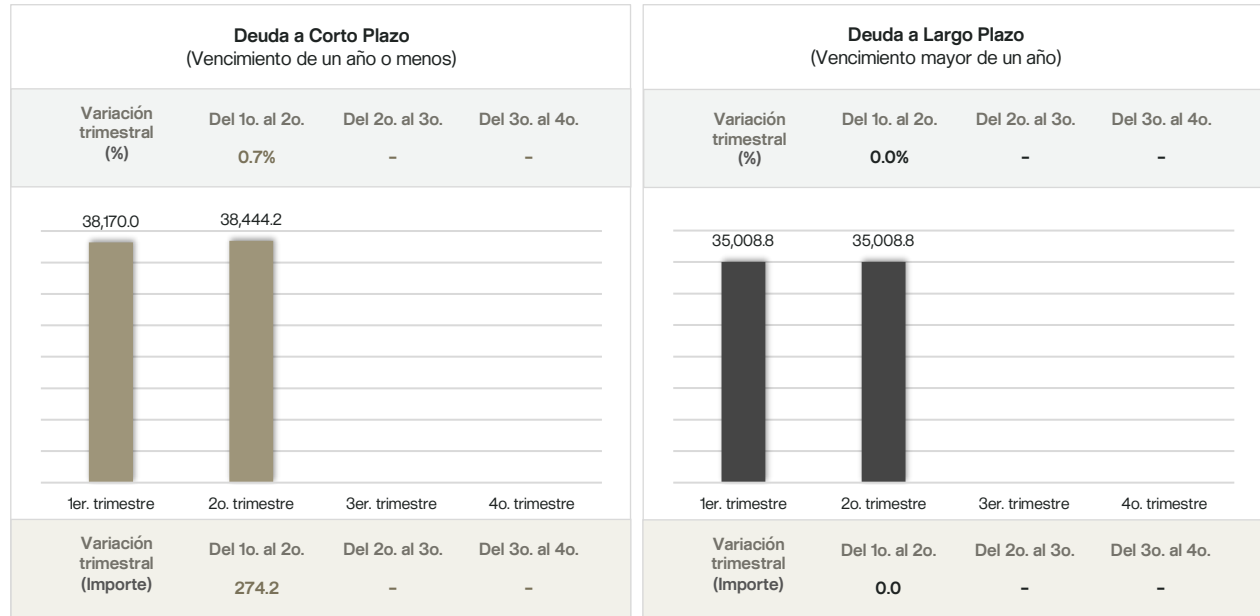 Deuda a Corto Plazo
(Vencimiento de un año o menos)
Variación
trimestral
(%)
Del 1o. al 2o.
Del 2o. al 3o.
Del 3o. al 4o.
0.7%
–
–
38,170.0
38,444.2
1er. trimestre
2o. trimestre
3er. trimestre
4o. trimestre
Variación
trimestral
(Importe)
Del 1o. al 2o.
Del 2o. al 3o.
Del 3o. al 4o.
274.2
–
–
Deuda a Largo Plazo
(Vencimiento mayor de un año)
Variación
trimestral
(%)
Del 1o. al 2o.
Del 2o. al 3o.
Del 3o. al 4o.
0.0%
–
–
35,008.8
35,008.8
1er. trimestre
2o. trimestre
3er. trimestre
4o. trimestre
Variación
trimestral
(Importe)
Del 1o. al 2o.
Del 2o. al 3o.
Del 3o. al 4o.
0.0
–
–